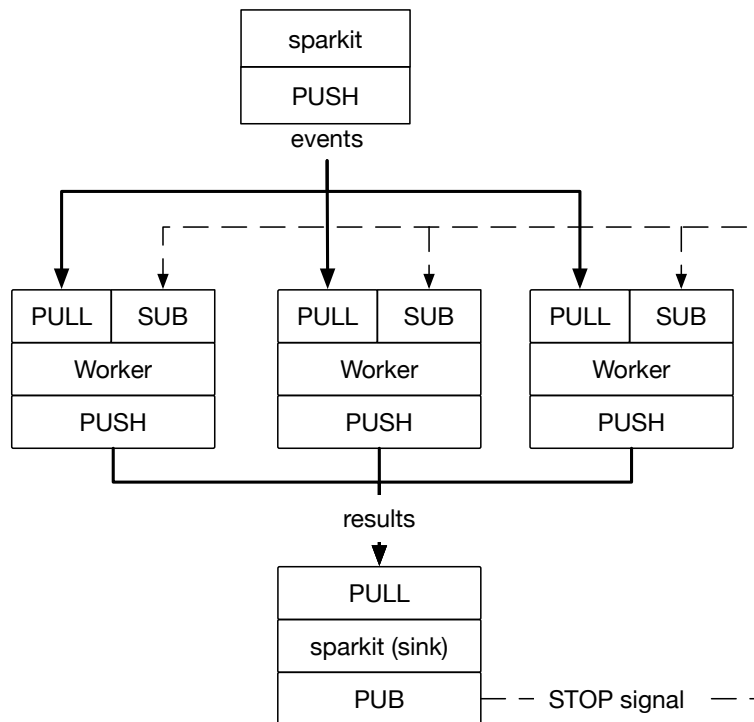 sparkit
PUSH
events
PULL SUB PULL SUB PULL SUB
Worker Worker Worker
PUSH PUSH PUSH
results
PULL
sparkit (sink)
PUB STOP signal